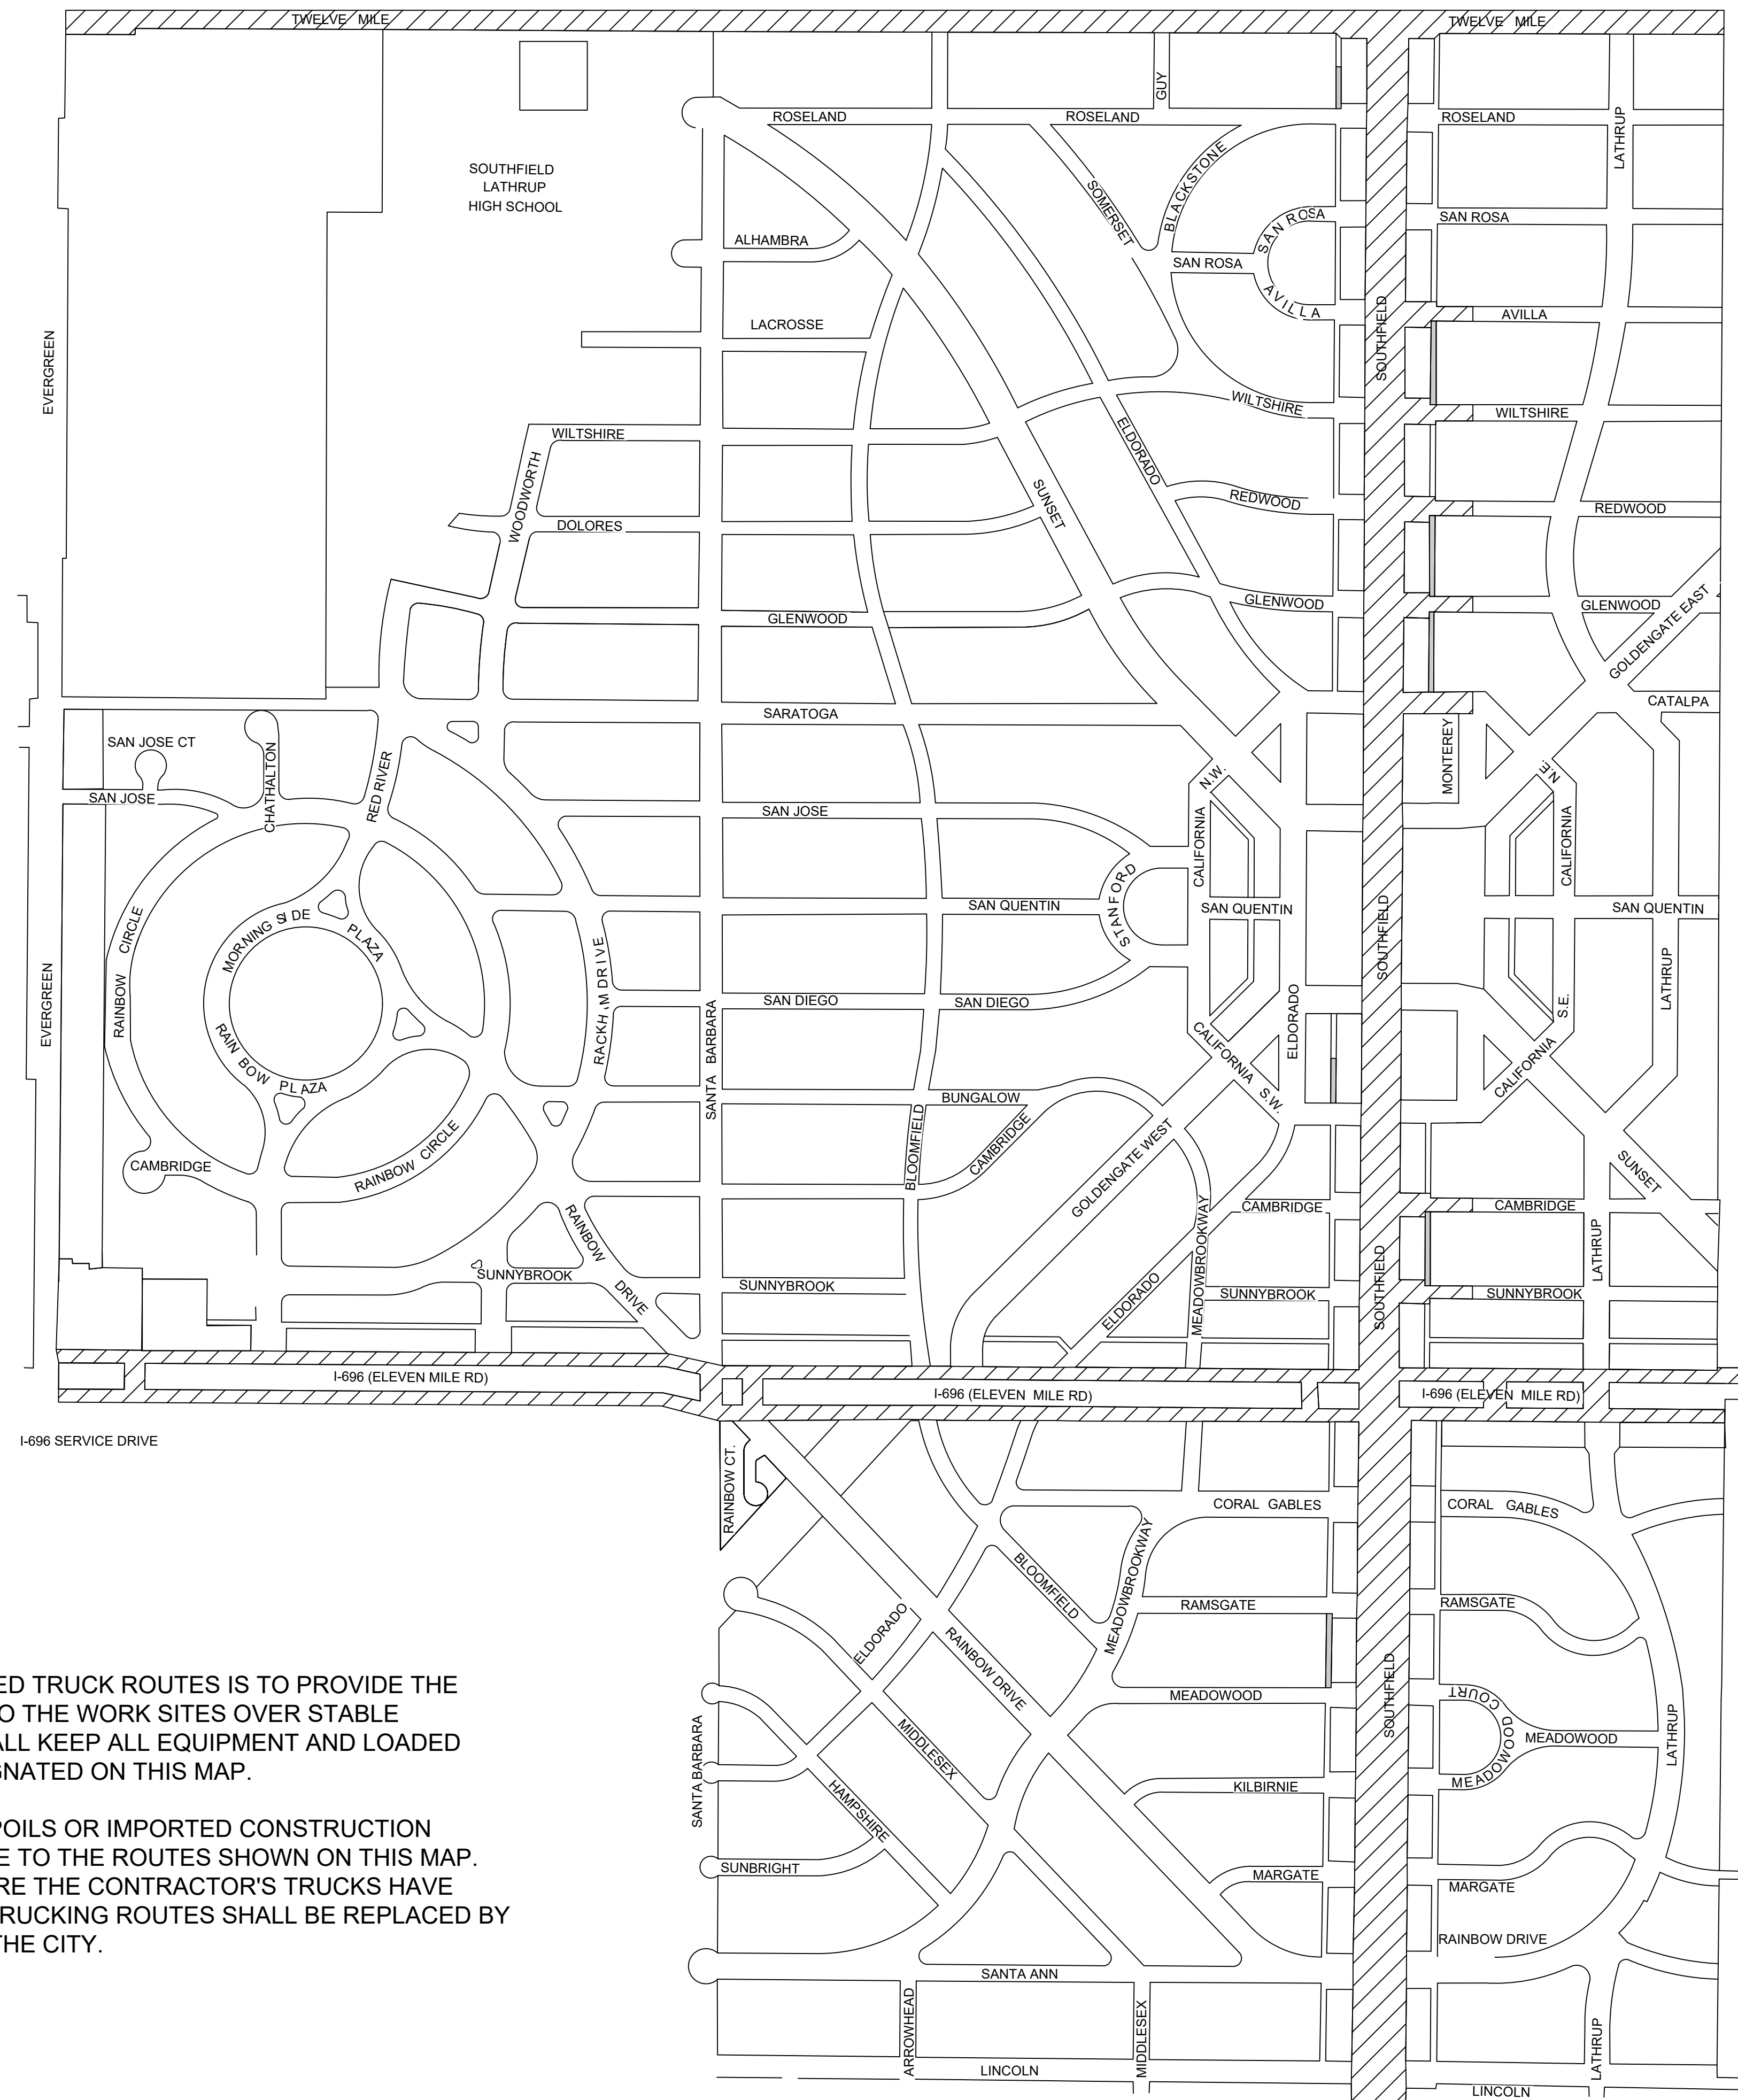 TWELVE MILE
TWELVE MILE
GUY
ROSELAND
ROSELAND
ROSELAND
LATHRUP
SOUTHFIELD
LATHRUP
HIGH SCHOOL
BLACKSTONE
SOMERSET
SAN ROSA
SAN ROSA
ALHAMBRA
SAN ROSA
AVILLA
AVILLA
LACROSSE
EVERGREEN
SOUTHFIELD
WILTSHIRE
WILTSHIRE
WILTSHIRE
ELDORADO
WOODWORTH
SUNSET
REDWOOD
REDWOOD
DOLORES
GLENWOOD
GLENWOOD
GLENWOOD
GOLDENGATE EAST
CATALPA
SARATOGA
SAN JOSE CT
MONTEREY
CHATHALTON
RED RIVER
N.W.
N.E.
SAN JOSE
SAN JOSE
CALIFORNIA
CALIFORNIA
STANFORD
SAN QUENTIN
SAN QUENTIN
SAN QUENTIN
MORNING SIDE
PLAZA
RAINBOW CIRCLE
RACKHAM DRIVE
SOUTHFIELD
LATHRUP
EVERGREEN
SAN DIEGO
SAN DIEGO
S.E.
SANTA BARBARA
ELDORADO
RAIN BOW PLAZA
CALIFORNIA S.W.
CALIFORNIA
BUNGALOW
BLOOMFIELD
CAMBRIDGE
GOLDENGATE WEST
CAMBRIDGE
RAINBOW CIRCLE
SUNSET
CAMBRIDGE
CAMBRIDGE
RAINBOW
DRIVE
MEADOWBROOKWAY
LATHRUP
SOUTHFIELD
SUNNYBROOK
SUNNYBROOK
ELDORADO
SUNNYBROOK
SUNNYBROOK
I-696 (ELEVEN MILE RD)
I-696 (ELEVEN MILE RD)
I-696 (ELEVEN MILE RD)
I-696 SERVICE DRIVE
RAINBOW CT.
CORAL GABLES
CORAL GABLES
MEADOWBROOKWAY
BLOOMFIELD
RAMSGATE
RAMSGATE
ELDORADO
RAINBOW DRIVE
SOUTHFIELD
MEADOWOOD
MEADOWOOD COURT
MEADOWOOD
LATHRUP
SANTA BARBARA
MIDDLESEX
HAMPSHIRE
KILBIRNIE
SUNBRIGHT
MARGATE
MARGATE
RAINBOW DRIVE
SANTA ANN
ARROWHEAD
MIDDLESEX
LATHRUP
LINCOLN
LINCOLN
ED TRUCK ROUTES IS TO PROVIDE THE
O THE WORK SITES OVER STABLE
ALL KEEP ALL EQUIPMENT AND LOADED
GNATED ON THIS MAP.
POILS OR IMPORTED CONSTRUCTION
E TO THE ROUTES SHOWN ON THIS MAP.
RE THE CONTRACTOR'S TRUCKS HAVE
TRUCKING ROUTES SHALL BE REPLACED BY
THE CITY.